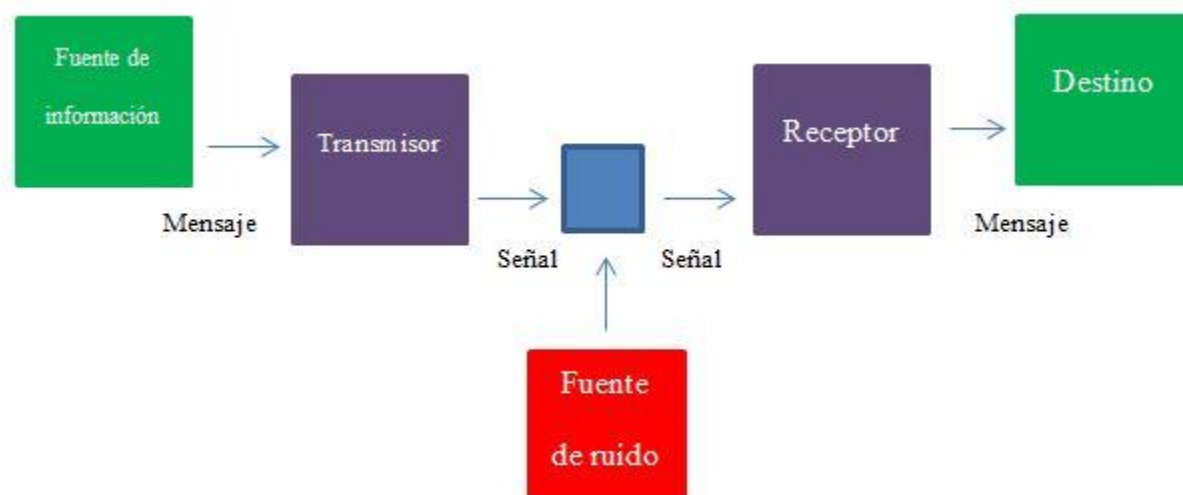 Fuente de
información
Mensaje
Transmisor
Señal
Señal
Receptor
Mensaje
Destino
Fuente
de ruido